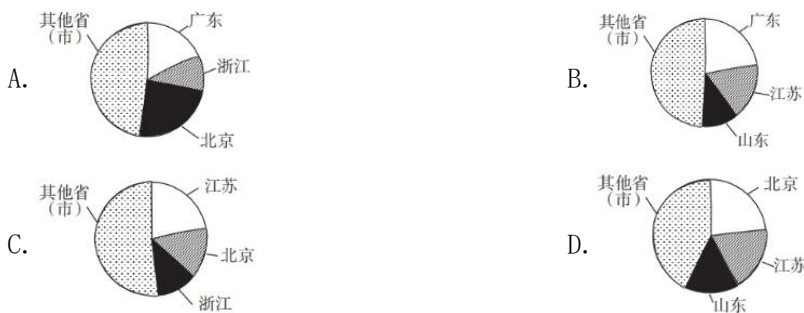 A.
其他省
（市）
广东
浙江
北京
B.
其他省
（市）
广东
江苏
山东
C.
其他省
（市）
江苏
北京
浙江
D.
其他省
（市）
北京
江苏
山东